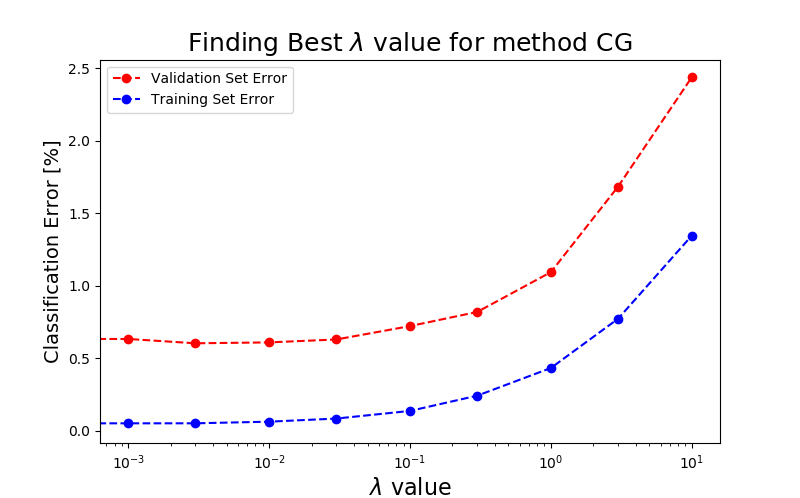 Finding Best λ value for method CG
Validation Set Error
Training Set Error
Classification Error [%]
2.5
2.0
1.5
1.0
0.5
0.0
10⁻³ 10⁻² 10⁻¹ 10⁰ 10¹
λ value